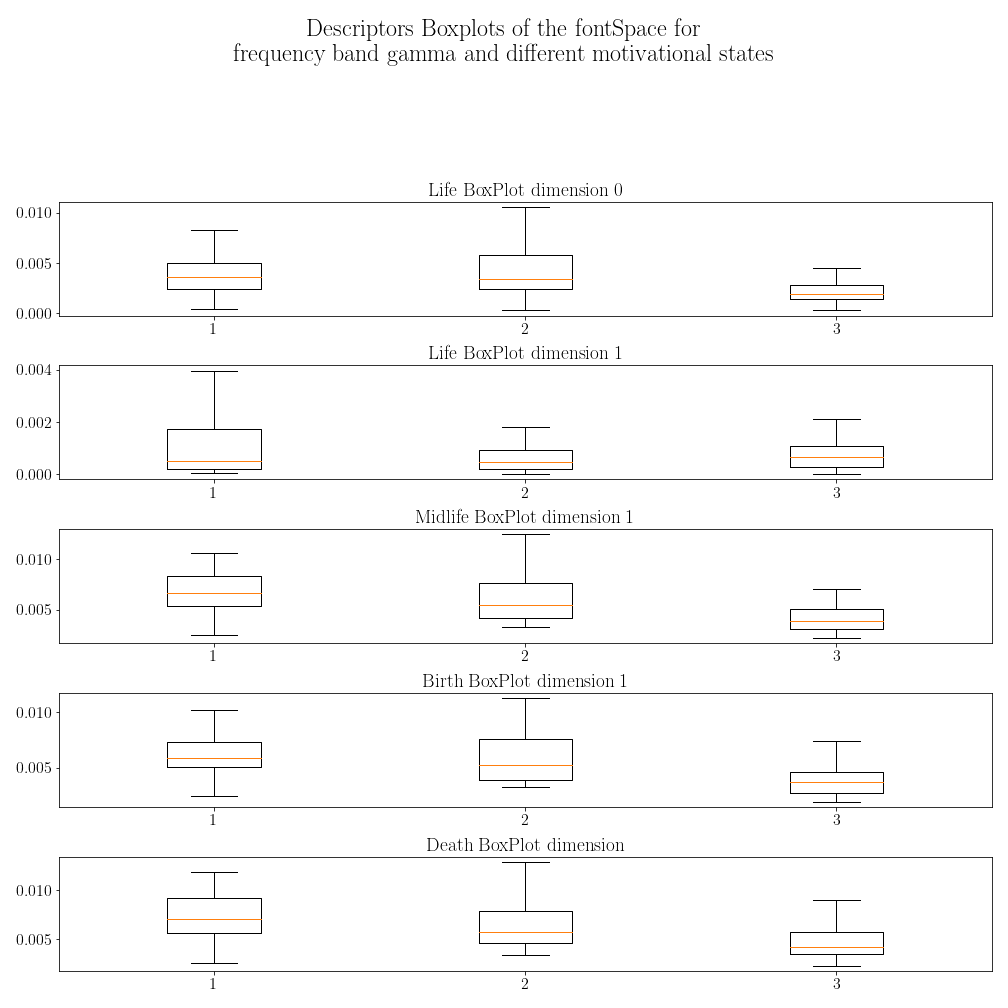 Descriptors Boxplots of the fontSpace for
frequency band gamma and different motivational states
Life BoxPlot dimension 0
0.010
0.005
0.000
1 2 3
Life BoxPlot dimension 1
0.004
0.002
0.000
1 2 3
Midlife BoxPlot dimension 1
0.010
0.005
1 2 3
Birth BoxPlot dimension 1
0.010
0.005
1 2 3
Death BoxPlot dimension
0.010
0.005
1 2 3